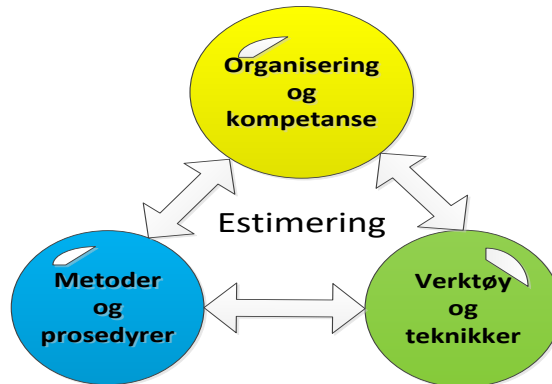 Organisering
og
kompetanse
Estimering
Metoder
og
prosedyrer
Verktøy
og
teknikker